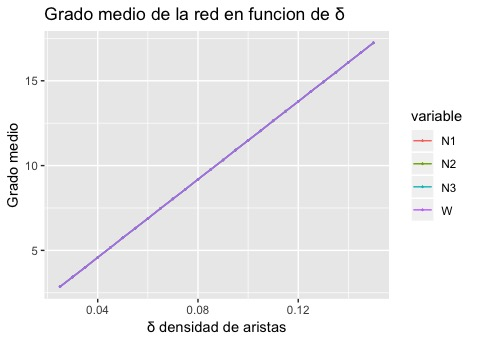 Grado medio de la red en funcion de δ
15
10
5
Grado medio
0.04
0.08
0.12
δ densidad de aristas
variable
N1
N2
N3
W